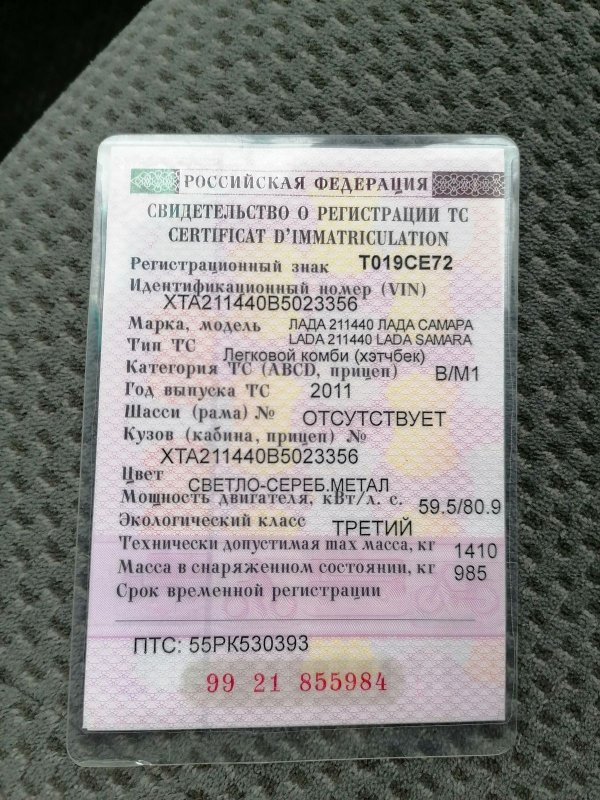 РОССИЙСКАЯ ФЕДЕРАЦИЯ
СВИДЕТЕЛЬСТВО О РЕГИСТРАЦИИ ТС
CERTIFICAT D'IMMATRICULATION
Регистрационный знак Т019СЕ72
Идентификационный номер (VIN)
XTA211440B5023356
Марка, модель ЛАДА 211440 ЛАДА САМАРА
LADA 211440 LADA SAMARA
Тип ТС Легковой комби (хэтчбек)
Категория ТС (ABCD, прицеп) B/M1
Год выпуска ТС 2011
Шасси (рама) № ОТСУТСТВУЕТ
Кузов (кабина, прицеп) №
XTA211440B5023356
Цвет СВЕТЛО-СЕРЕБ.МЕТАЛ
Мощность двигателя, кВт/л. с. 59.5/80.9
Экологический класс ТРЕТИЙ
Технически допустимая max масса, кг 1410
Масса в снаряженном состоянии, кг 985
Срок временной регистрации
ПТС: 55РК530393
99 21 855984